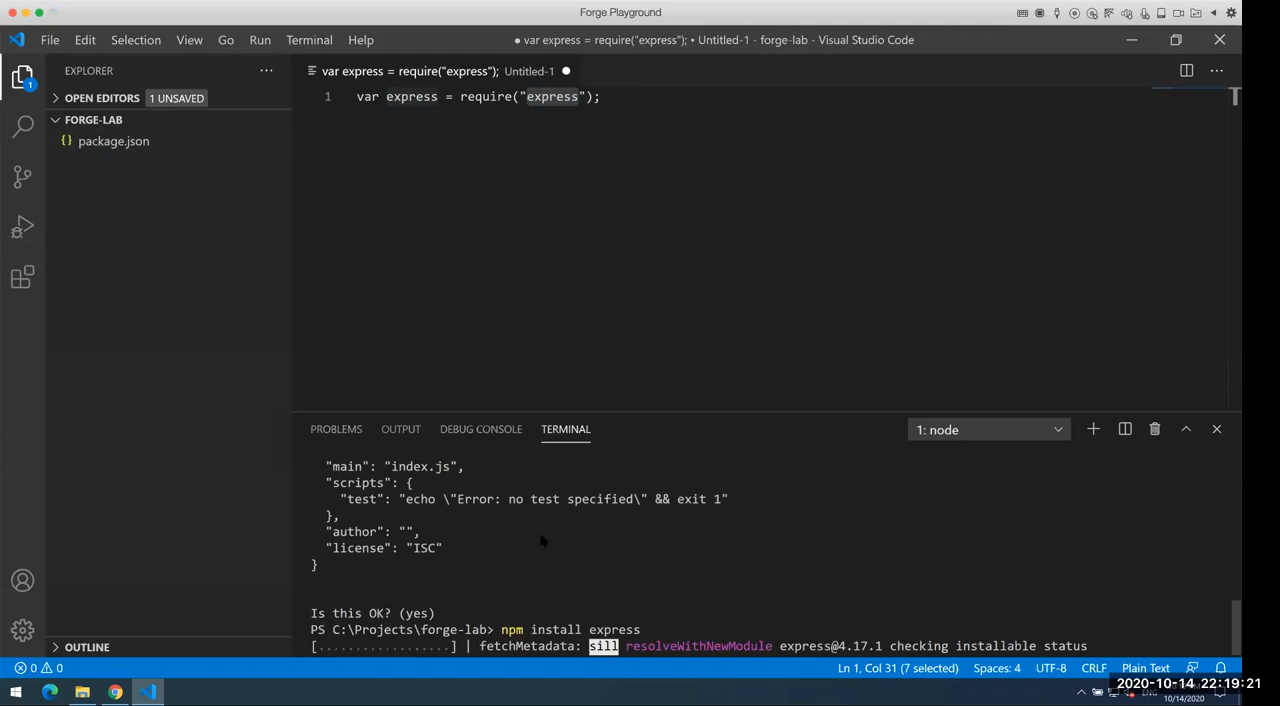 Forge Playground
File Edit Selection View Go Run Terminal Help
● var express = require("express"); • Untitled-1 - forge-lab - Visual Studio Code
EXPLORER
var express = require("express"); Untitled-1
OPEN EDITORS 1 UNSAVED
1 var express = require("express");
FORGE-LAB
{} package.json
1
PROBLEMS OUTPUT DEBUG CONSOLE TERMINAL
1: node
"main": "index.js",
"scripts": {
"test": "echo \"Error: no test specified\" && exit 1"
},
"author": "",
"license": "ISC"
}
Is this OK? (yes)
PS C:\Projects\forge-lab> npm install express
[..................] | fetchMetadata: sill resolveWithNewModule express@4.17.1 checking installable status
OUTLINE
0 0
Ln 1, Col 31 (7 selected) Spaces: 4 UTF-8 CRLF Plain Text
2020-10-14 22:19:21
ENG
10/14/2020